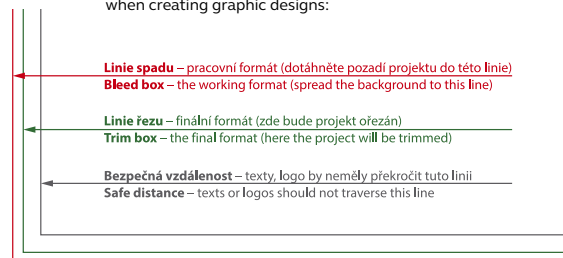 when creating graphic designs:
Linie spadu – pracovní formát (dotáhněte pozadí projektu do této linie)
Bleed box – the working format (spread the background to this line)
Linie řezu – finální formát (zde bude projekt ořezán)
Trim box – the final format (here the project will be trimmed)
Bezpečná vzdálenost – texty, logo by neměly překročit tuto linii
Safe distance – texts or logos should not traverse this line